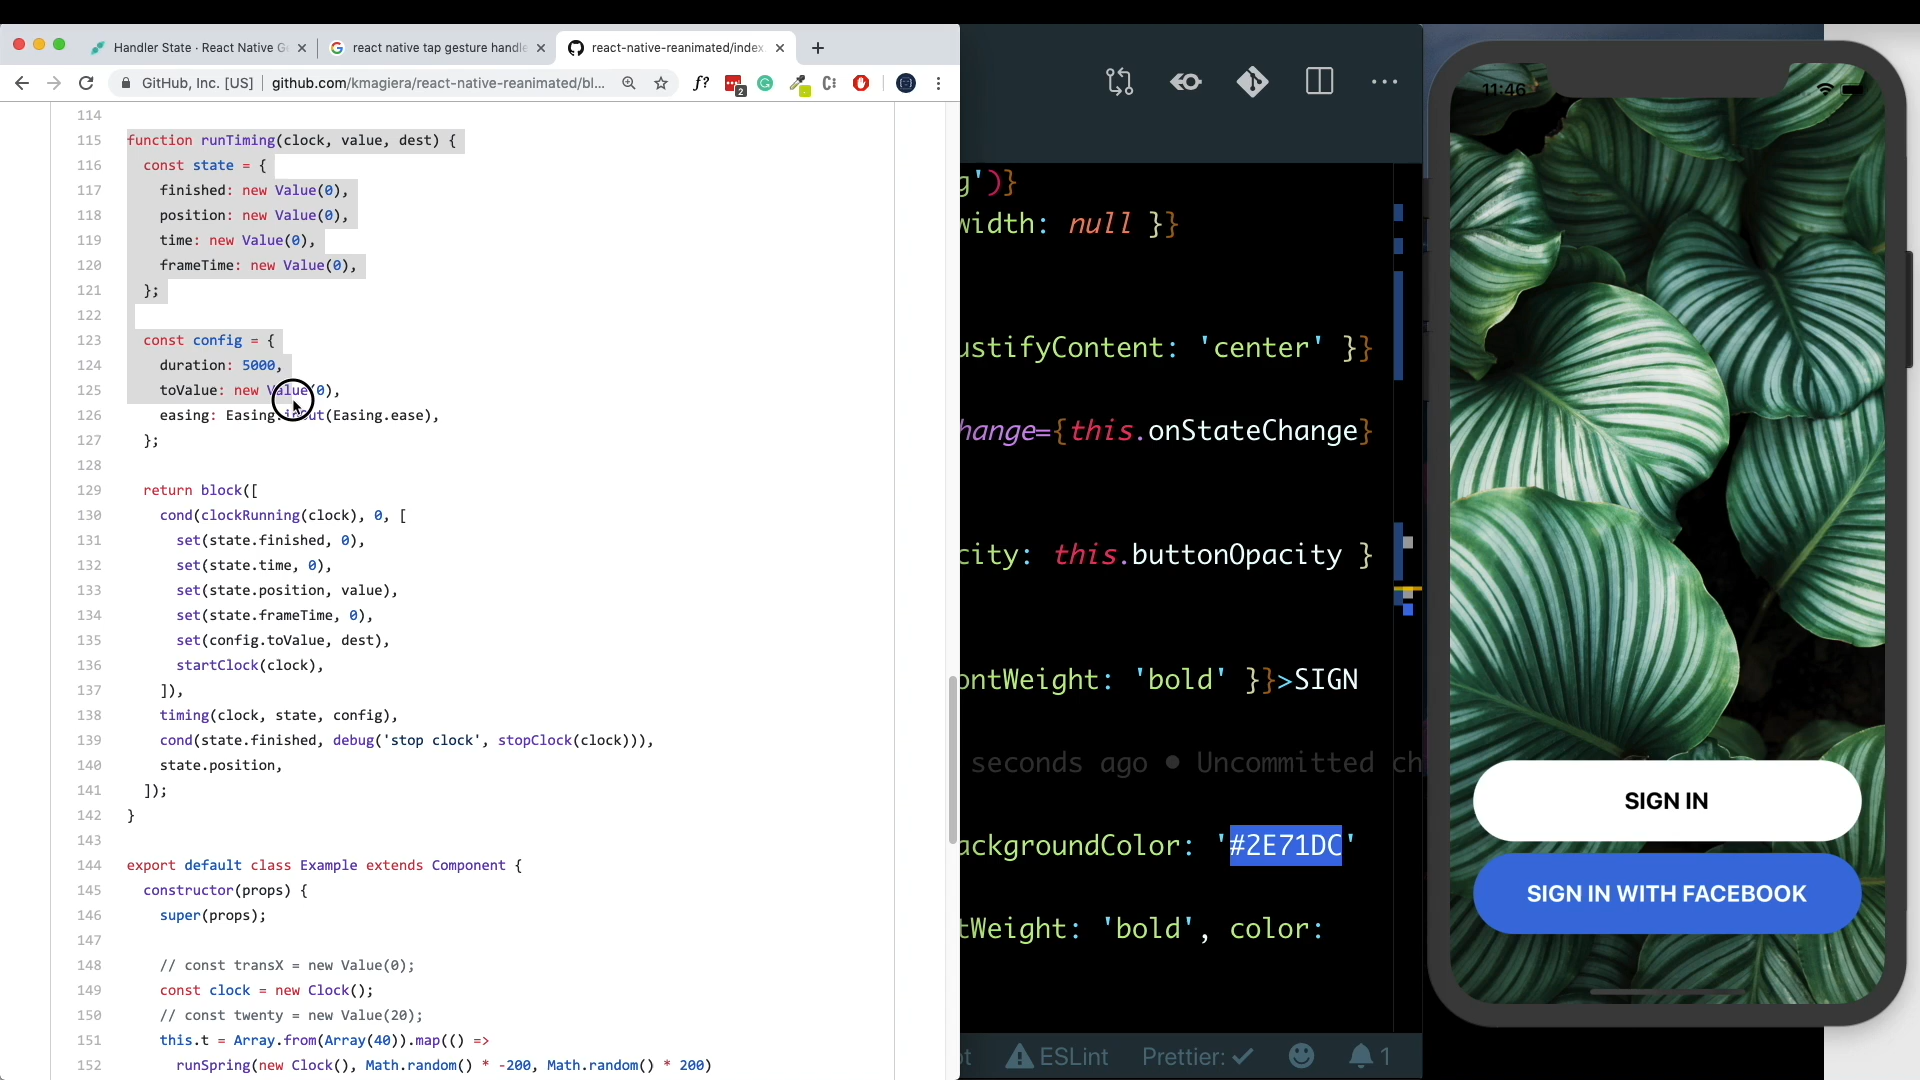 Handler State · React Native G
react native tap gesture handle
react-native-reanimated/index.
GitHub, Inc. [US]
github.com/kmagiera/react-native-reanimated/bl...
f?
2
114
115 function runTiming(clock, value, dest) {
116 const state = {
117 finished: new Value(0),
118 position: new Value(0),
119 time: new Value(0),
120 frameTime: new Value(0),
121 };
122
123 const config = {
124 duration: 5000,
125 toValue: new Value(0),
126 easing: Easing.inOut(Easing.ease),
127 };
128
129 return block([
130 cond(clockRunning(clock), 0, [
131 set(state.finished, 0),
132 set(state.time, 0),
133 set(state.position, value),
134 set(state.frameTime, 0),
135 set(config.toValue, dest),
136 startClock(clock),
137 ]),
138 timing(clock, state, config),
139 cond(state.finished, debug('stop clock', stopClock(clock))),
140 state.position,
141 ]);
142 }
143
144 export default class Example extends Component {
145 constructor(props) {
146 super(props);
147
148 // const transX = new Value(0);
149 const clock = new Clock();
150 // const twenty = new Value(20);
151 this.t = Array.from(Array(40)).map(() =>
152 runSpring(new Clock(), Math.random() * -200, Math.random() * 200)
g')}
width: null }}
ustifyContent: 'center' }}
hange={this.onStateChange}
city: this.buttonOpacity }
ontWeight: 'bold' }}>SIGN
seconds ago • Uncommitted ch
ackgroundColor: '#2E71DC'
tWeight: 'bold', color:
ESLint
Prettier: ✓
1
11:46
SIGN IN
SIGN IN WITH FACEBOOK